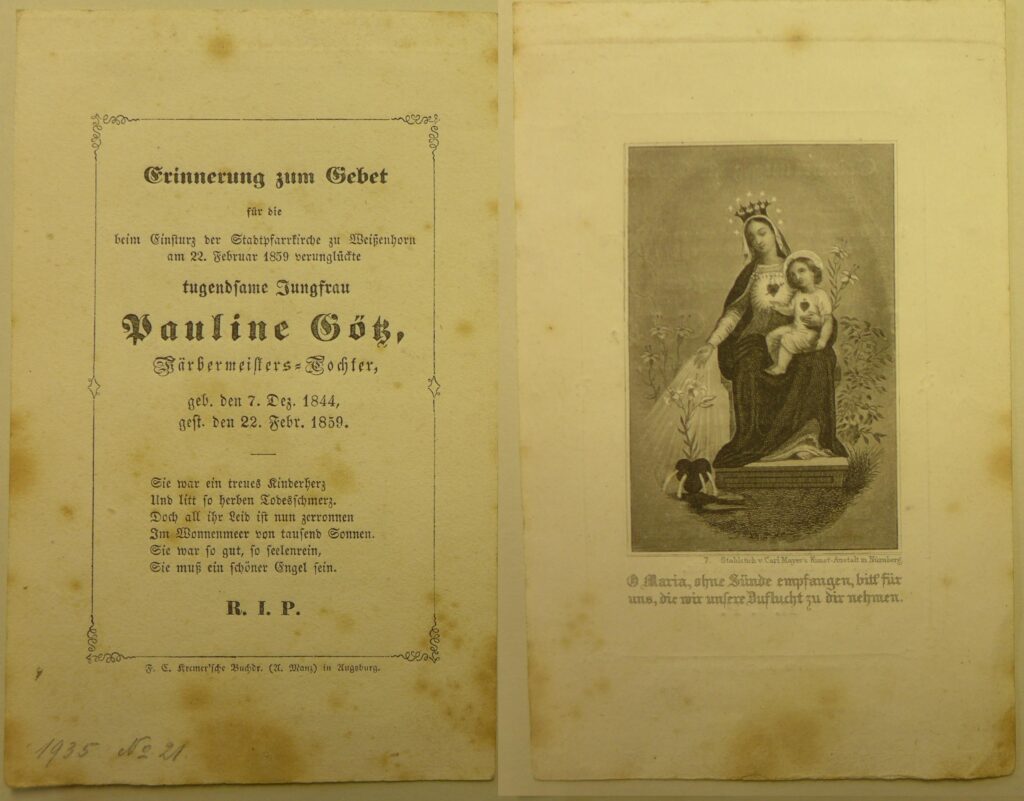 Erinnerung zum Gebet
für die
beim Einsturz der Stadtpfarrkirche zu Weißenhorn
am 22. Februar 1859 verunglückte
tugendsame Jungfrau
Pauline Götz,
Färbermeisters-Tochter,
geb. den 7. Dez. 1844,
gest. den 22. Febr. 1859.
Sie war ein treues Kinderherz
Und litt so herben Todesschmerz.
Doch all ihr Leid ist nun zerronnen
Im Wonnenmeer von tausend Sonnen.
Sie war so gut, so seelenrein,
Sie muß ein schöner Engel sein.
R. I. P.
F. C. Kremer'sche Buchdr. (A. Manz) in Augsburg.
1935 No 21.
7. Stahlstich v. Carl Mayer's Kunst-Anstalt in Nürnberg.
O Maria, ohne Sünde empfangen, bitt für
uns, die wir unsere Zuflucht zu dir nehmen.